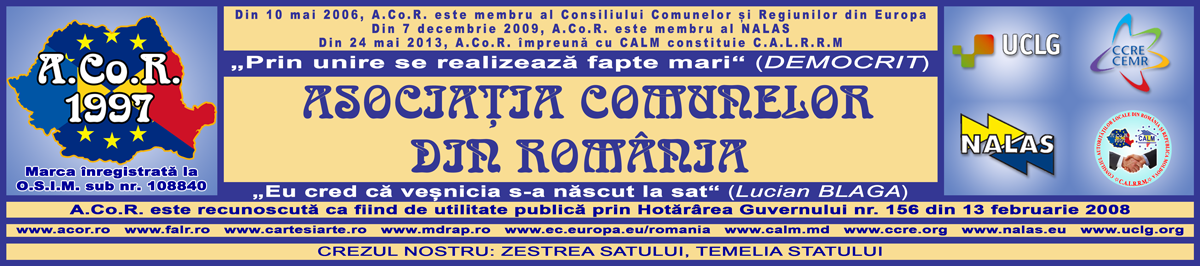 A.Co.R.
1997
Marca înregistrată la
O.S.I.M. sub nr. 108840
Din 10 mai 2006, A.Co.R. este membru al Consiliului Comunelor și Regiunilor din Europa
Din 7 decembrie 2009, A.Co.R. este membru al NALAS
Din 24 mai 2013, A.Co.R. împreună cu CALM constituie C.A.L.R.R.M
„Prin unire se realizează fapte mari“ (DEMOCRIT)
ASOCIAȚIA COMUNELOR
DIN ROMÂNIA
„Eu cred că veșnicia s-a născut la sat“ (Lucian BLAGA)
UCLG
CCRE
CEMR
NALAS
CALM
C.A.L.R.R.M.
A.Co.R. este recunoscută ca fiind de utilitate publică prin Hotărârea Guvernului nr. 156 din 13 februarie 2008
www.acor.ro www.falr.ro www.cartesiarte.ro www.mdrap.ro www.ec.europa.eu/romania www.calm.md www.ccre.org www.nalas.eu www.uclg.org
CREZUL NOSTRU: ZESTREA SATULUI, TEMELIA STATULUI